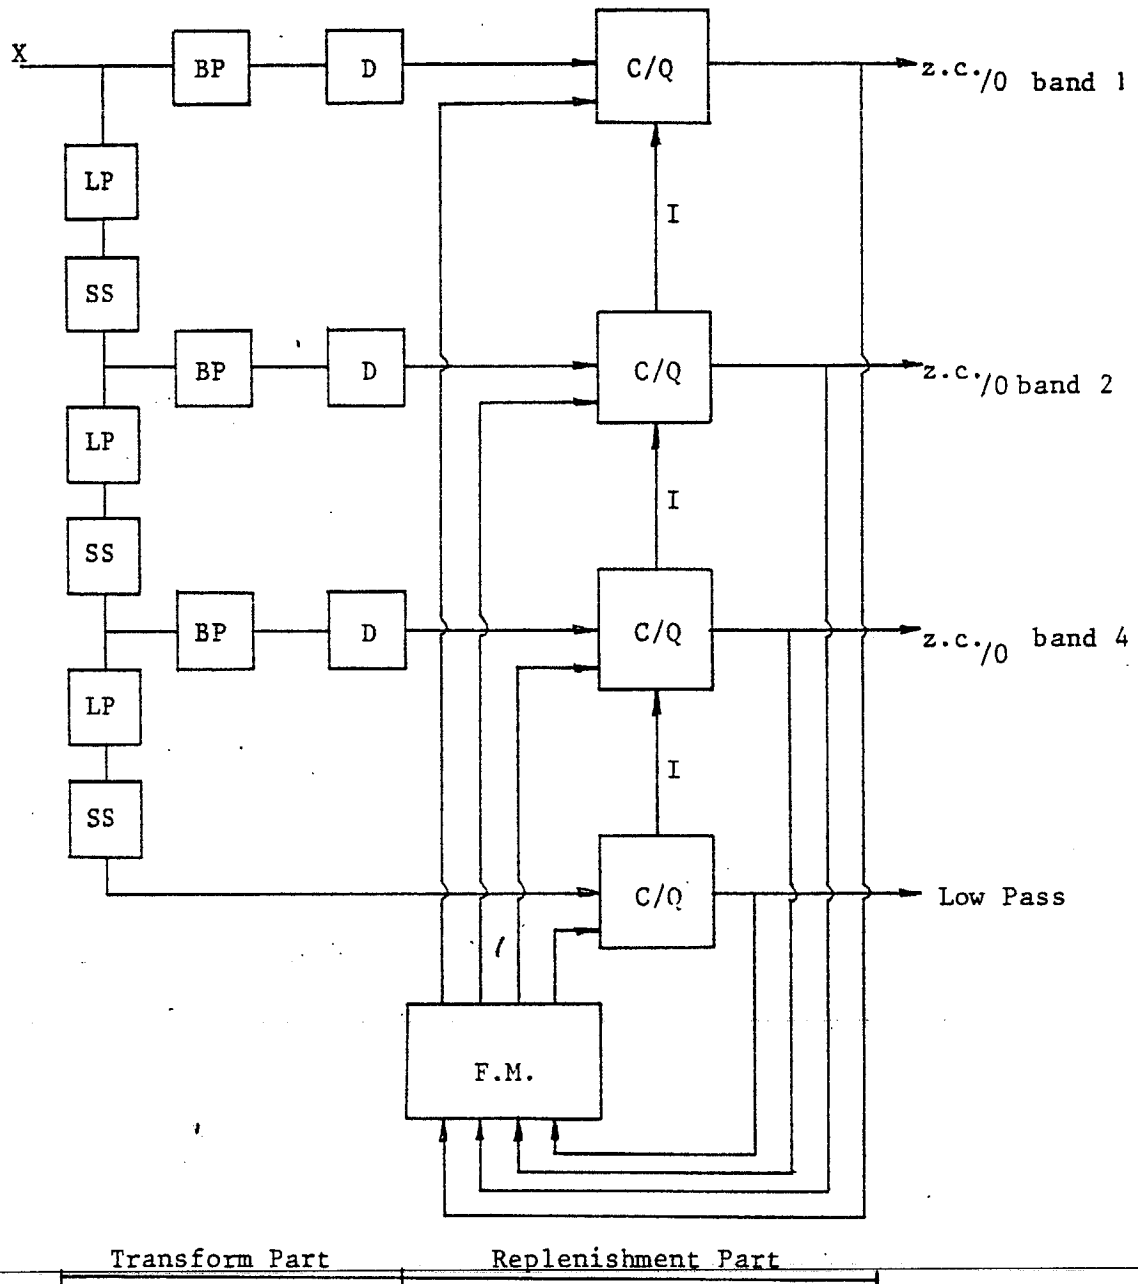 X
BP
D
C/Q
z.c./0 band 1
LP
I
SS
BP
D
C/Q
z.c./0 band 2
LP
I
SS
BP
D
C/Q
z.c./0 band 4
LP
I
SS
C/Q
Low Pass
F.M.
Transform Part
Replenishment Part